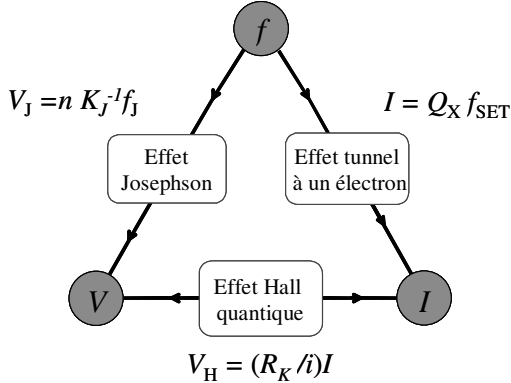 f
V_J = n K_J^-1 f_J
I = Q_X f_SET
Effet
Josephson
Effet tunnel
à un électron
V
Effet Hall
quantique
I
V_H = (R_K /i)I